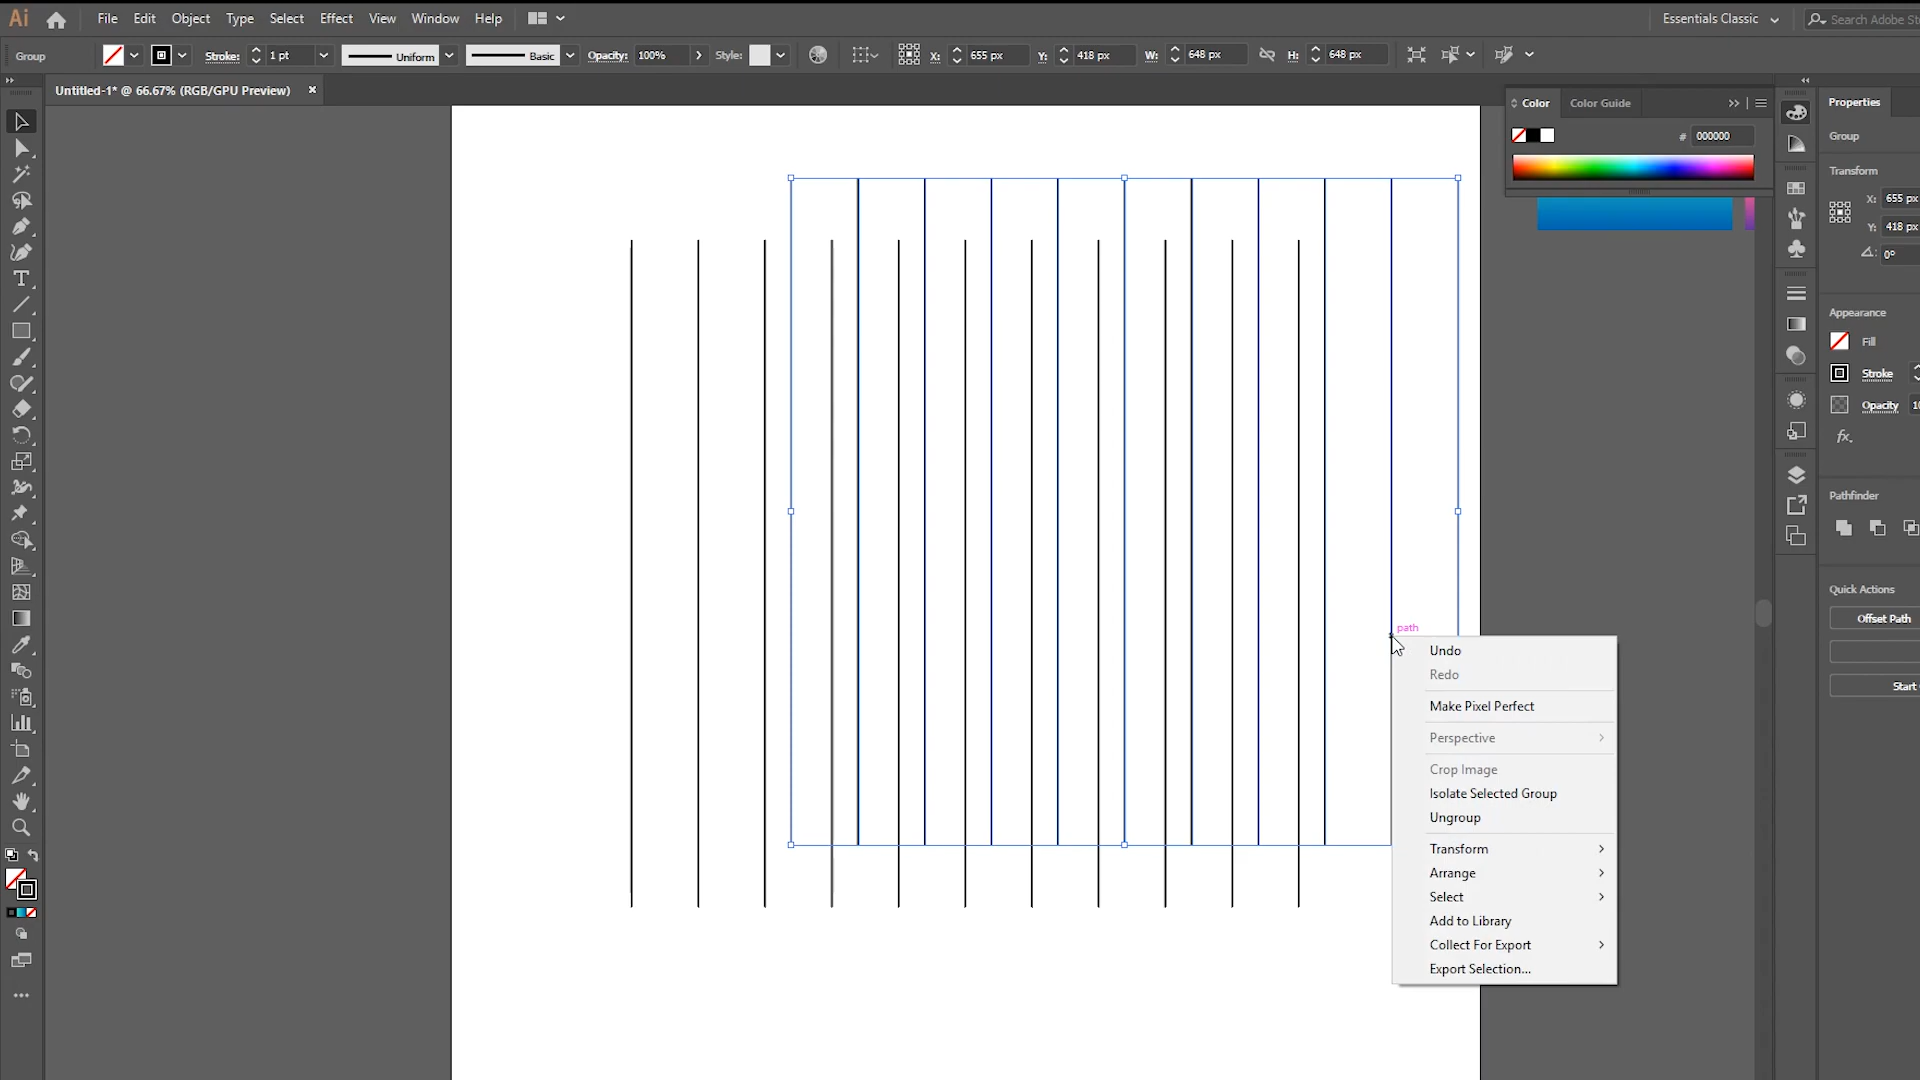 Ai File Edit Object Type Select Effect View Window Help Essentials Classic Search Adobe St
Group Stroke: 1 pt Uniform Basic Opacity: 100% Style: X: 655 px Y: 418 px W: 648 px H: 648 px
Untitled-1* @ 66.67% (RGB/GPU Preview) ×
Color Color Guide
# 000000
Properties
Group
Transform
X: 655 px
Y: 418 px
0°
Appearance
Fill
Stroke
Opacity 10
fx.
Pathfinder
Quick Actions
Offset Path
Start
path
Undo
Redo
Make Pixel Perfect
Perspective
Crop Image
Isolate Selected Group
Ungroup
Transform
Arrange
Select
Add to Library
Collect For Export
Export Selection...